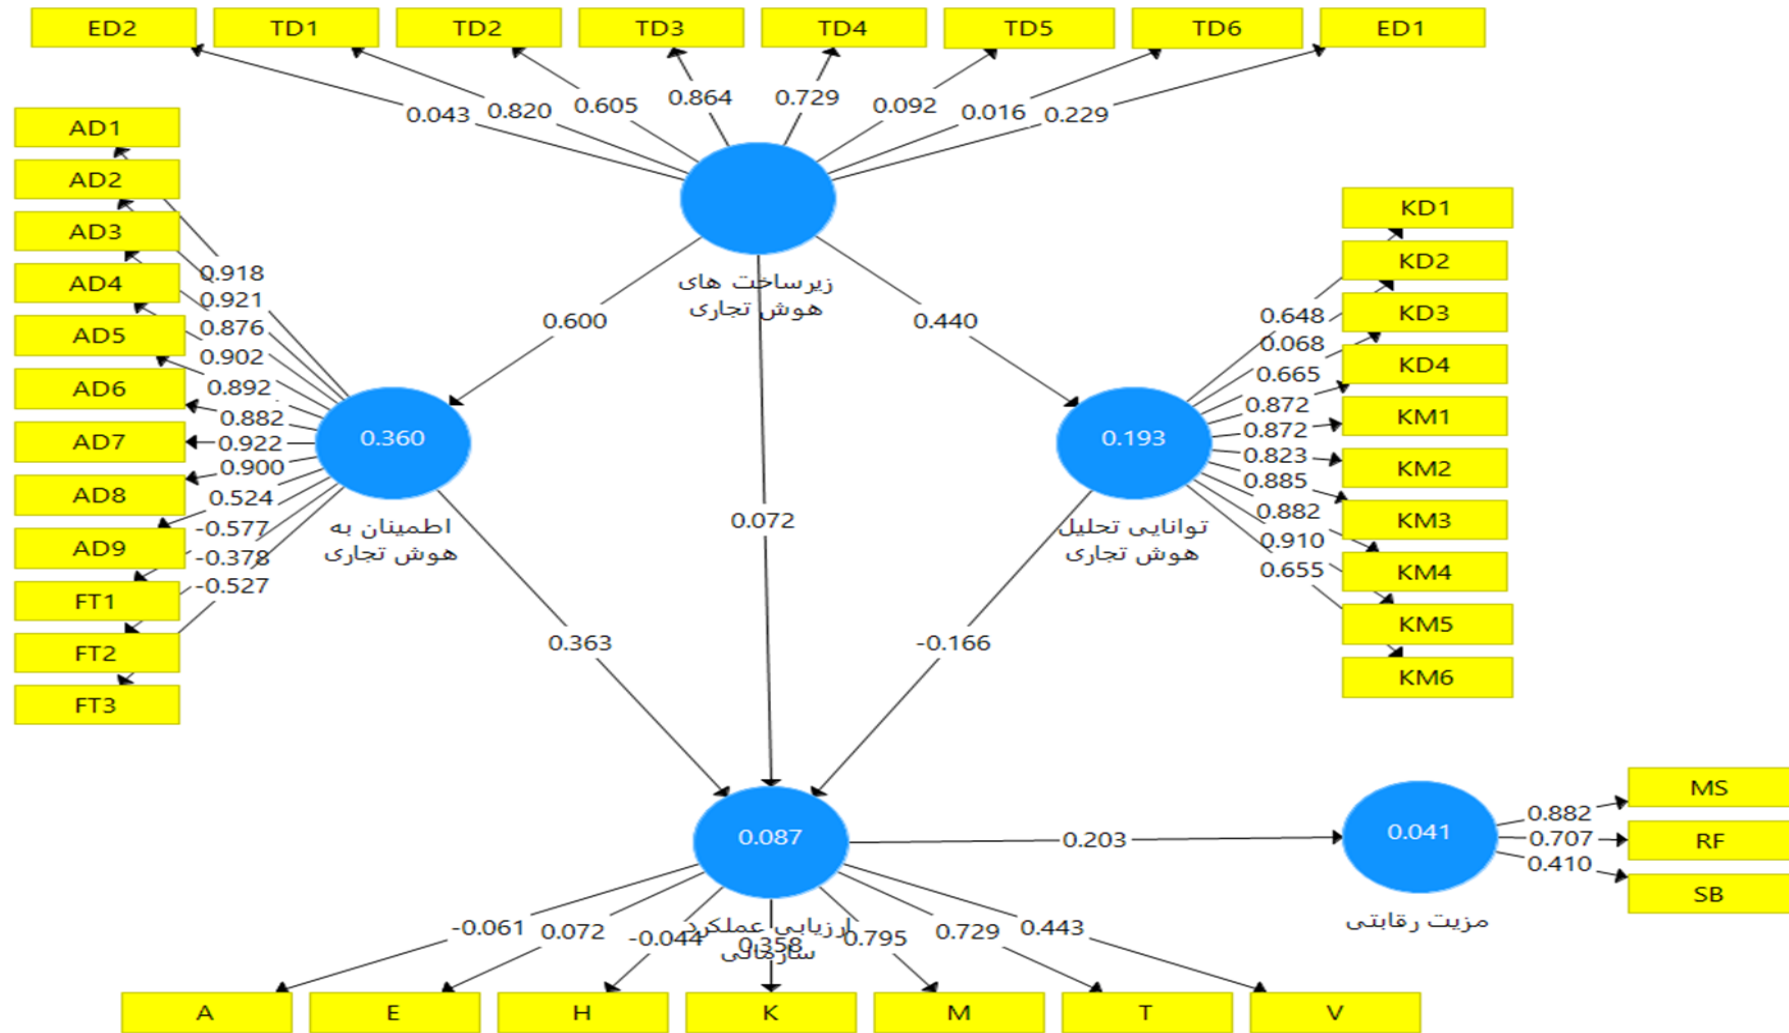 ED2 TD1 TD2 TD3 TD4 TD5 TD6 ED1
0.043 0.820 0.605 0.864 0.729 0.092 0.016 0.229
زیرساخت های
هوش تجاری
AD1
AD2
AD3
AD4
AD5
AD6
AD7
AD8
AD9
FT1
FT2
FT3
0.918
0.921
0.876
0.902
0.892
0.882
0.922
0.900
0.524
-0.577
-0.378
-0.527
0.360
اطمینان به
هوش تجاری
0.600
0.440
0.072
0.363
-0.166
0.193
توانایی تحلیل
هوش تجاری
0.648
0.068
0.665
0.872
0.872
0.823
0.885
0.882
0.910
0.655
KD1
KD2
KD3
KD4
KM1
KM2
KM3
KM4
KM5
KM6
0.087
ارزیابی عملکرد
سازمانی
0.203
0.041
مزیت رقابتی
0.882
0.707
0.410
MS
RF
SB
-0.061 0.072 -0.044 0.358 0.795 0.729 0.443
A E H K M T V